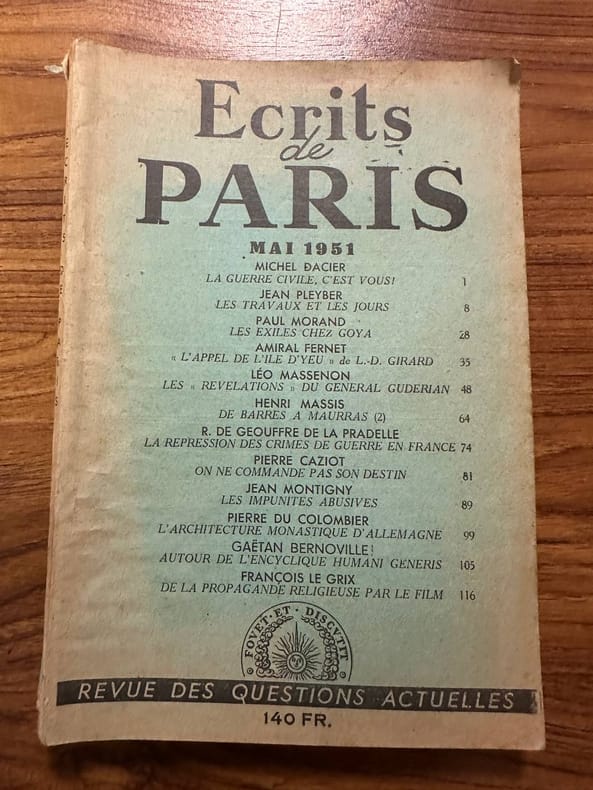 Ecrits
de
PARIS
MAI 1951
MICHEL DACIER
LA GUERRE CIVILE, C'EST VOUS! 1
JEAN PLEYBER
LES TRAVAUX ET LES JOURS 8
PAUL MORAND
LES EXILES CHEZ GOYA 28
AMIRAL FERNET
« L'APPEL DE L'ILE D'YEU » de L.-D. GIRARD 35
LÉO MASSENON
LES « REVELATIONS » DU GENERAL GUDERIAN 48
HENRI MASSIS
DE BARRES A MAURRAS (2) 64
R. DE GEOUFFRE DE LA PRADELLE
LA REPRESSION DES CRIMES DE GUERRE EN FRANCE 74
PIERRE CAZIOT
ON NE COMMANDE PAS SON DESTIN 81
JEAN MONTIGNY
LES IMPUNITES ABUSIVES 89
PIERRE DU COLOMBIER
L'ARCHITECTURE MONASTIQUE D'ALLEMAGNE 99
GAËTAN BERNOVILLE
AUTOUR DE L'ENCYCLIQUE HUMANI GENERIS 105
FRANÇOIS LE GRIX
DE LA PROPAGANDE RELIGIEUSE PAR LE FILM 116
FOVET·ET·DISCVTIT
REVUE DES QUESTIONS ACTUELLES
140 FR.